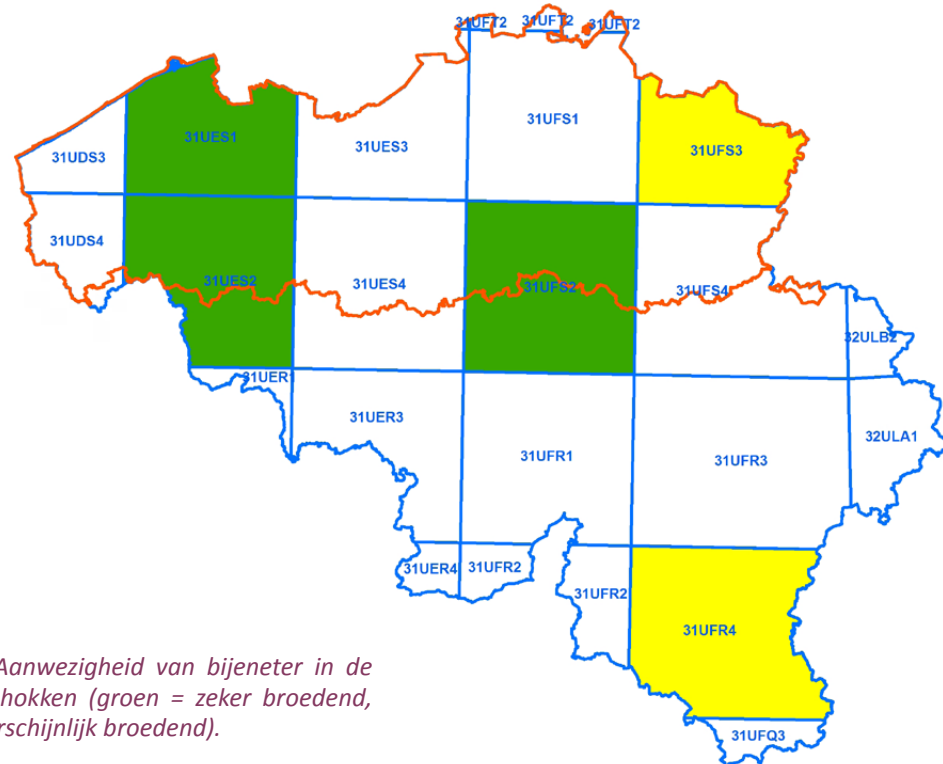 31UFT2 31UFT2 31UFT2
31UES1
31UES3
31UFS1
31UFS3
31UDS3
31UDS4
31UES2
31UES4
31UFS2
31UFS4
32ULB2
31UER1
31UER3
31UFR1
31UFR3
32ULA1
31UER4
31UFR2
31UFR2
31UFR4
31UFQ3
Aanwezigheid van bijeneter in de
hokken (groen = zeker broedend,
rschijnlijk broedend).